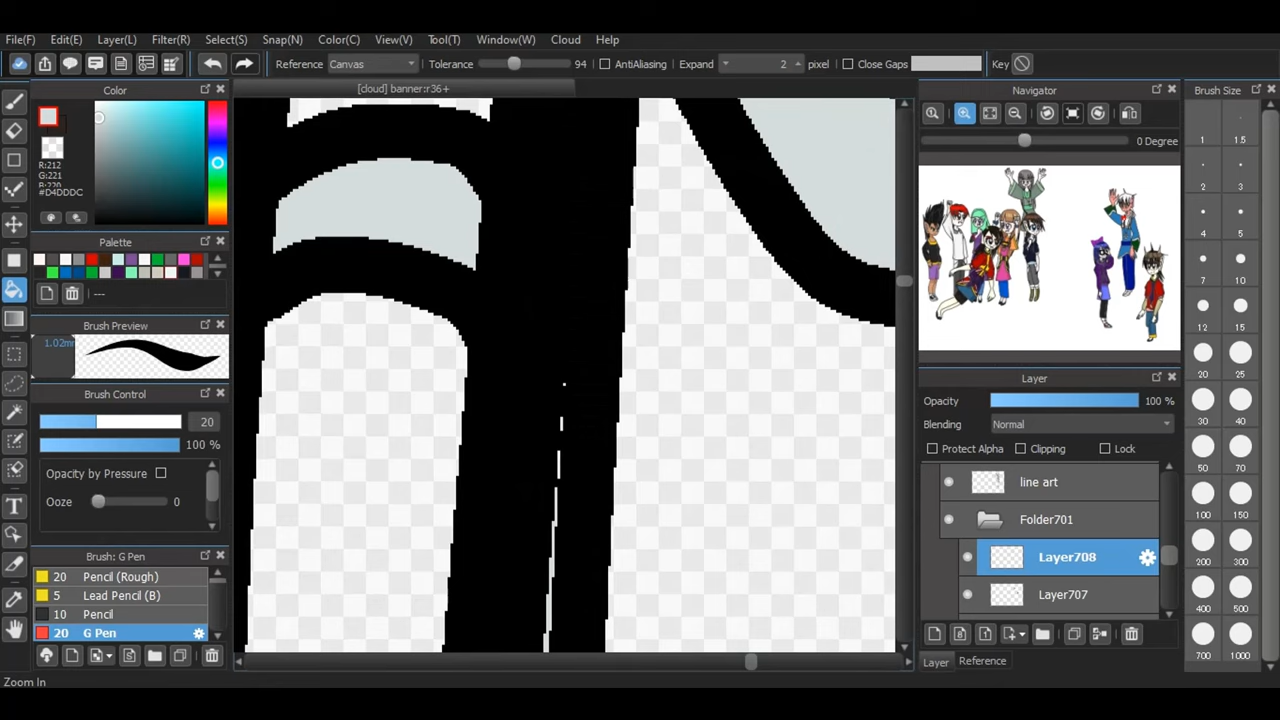 File(F) Edit(E) Layer(L) Filter(R) Select(S) Snap(N) Color(C) View(V) Tool(T) Window(W) Cloud Help
Reference Canvas Tolerance 94 AntiAliasing Expand 2 pixel Close Gaps Key
Color
[cloud] banner:r36+
Navigator
Brush Size
0 Degree
R:212
G:221
B:220
#D4DDDC
Palette
---
Brush Preview
1.02m
Brush Control
20
100 %
Opacity by Pressure
Ooze 0
Brush: G Pen
20 Pencil (Rough)
5 Lead Pencil (B)
10 Pencil
20 G Pen
Layer
Opacity 100 %
Blending Normal
Protect Alpha Clipping Lock
line art
Folder701
Layer708
Layer707
Layer Reference
1 1.5
2 3
4 5
7 10
12 15
20 25
30 40
50 70
100 150
200 300
400 500
700 1000
Zoom In